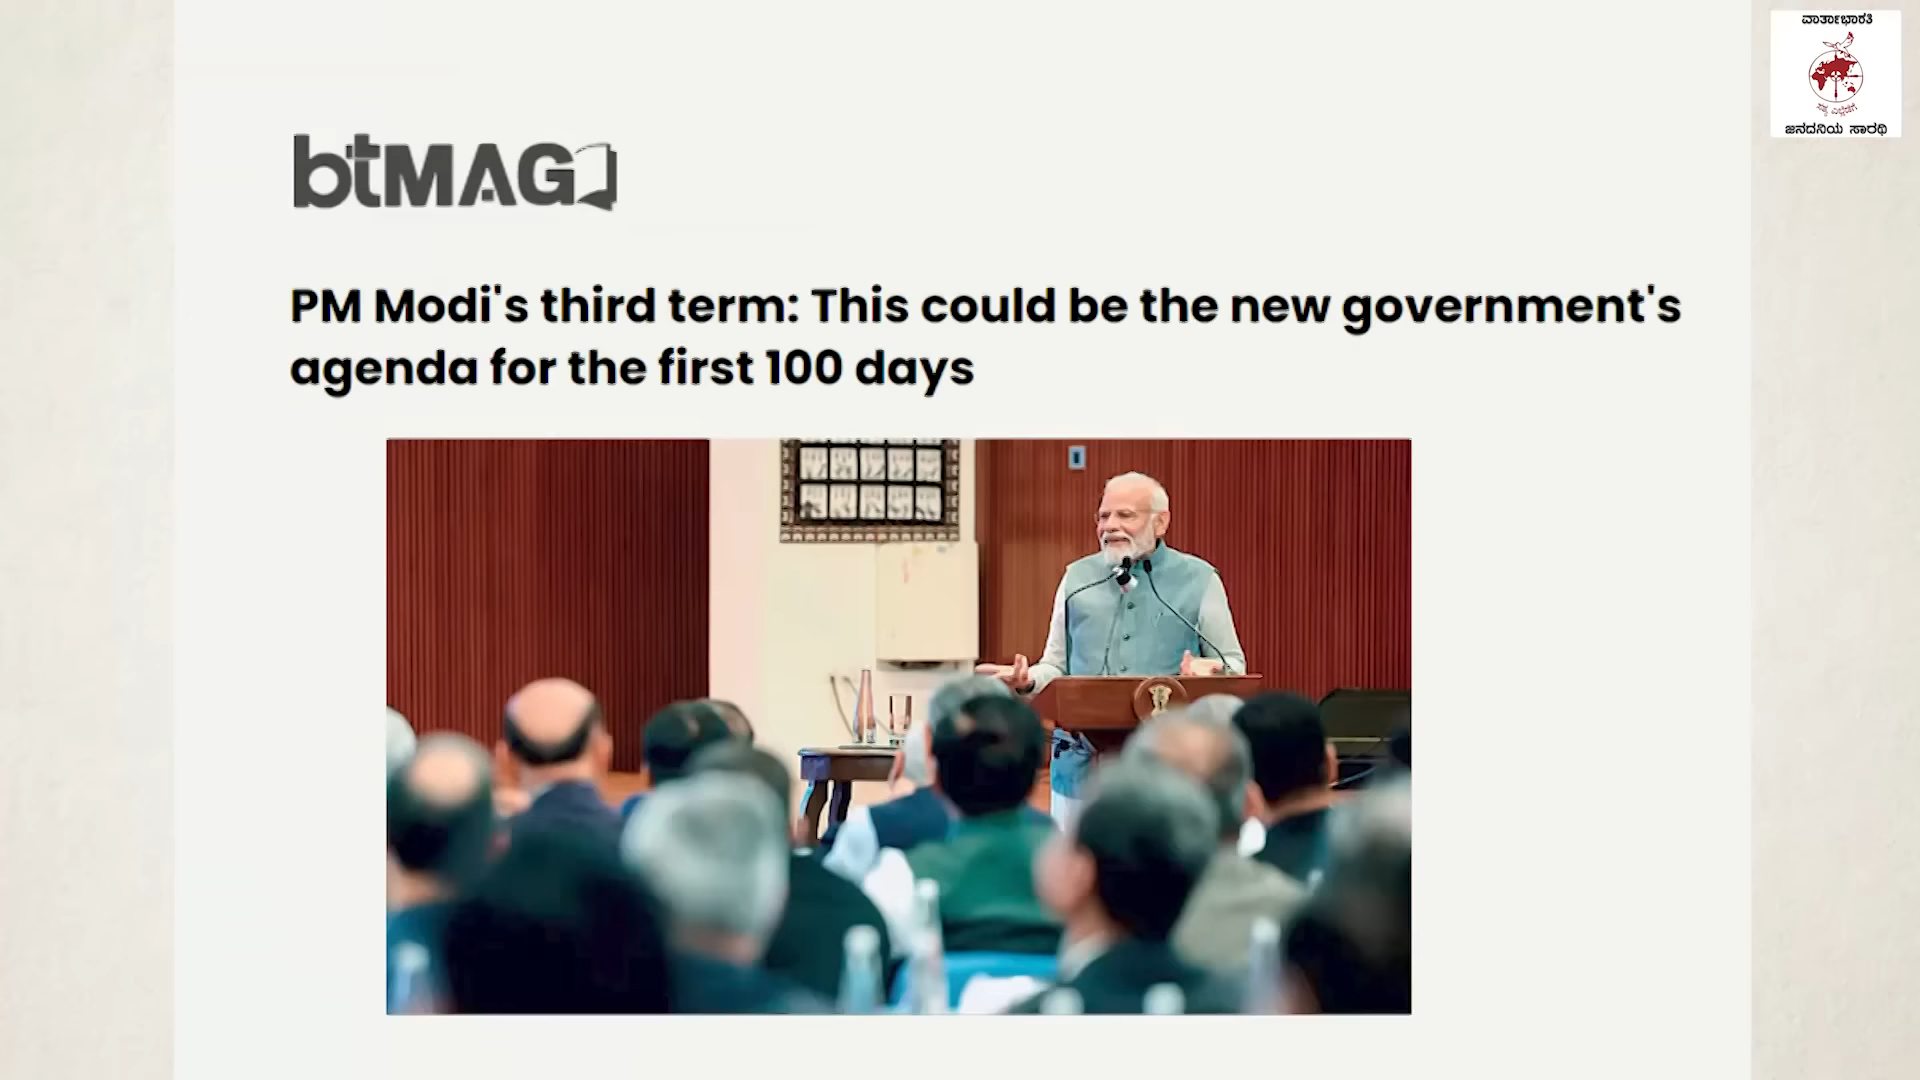 ವಾರ್ತಾಭಾರತಿ
ಜನದನಿಯ ಸಾರಥಿ
btMAG
PM Modi's third term: This could be the new government's
agenda for the first 100 days